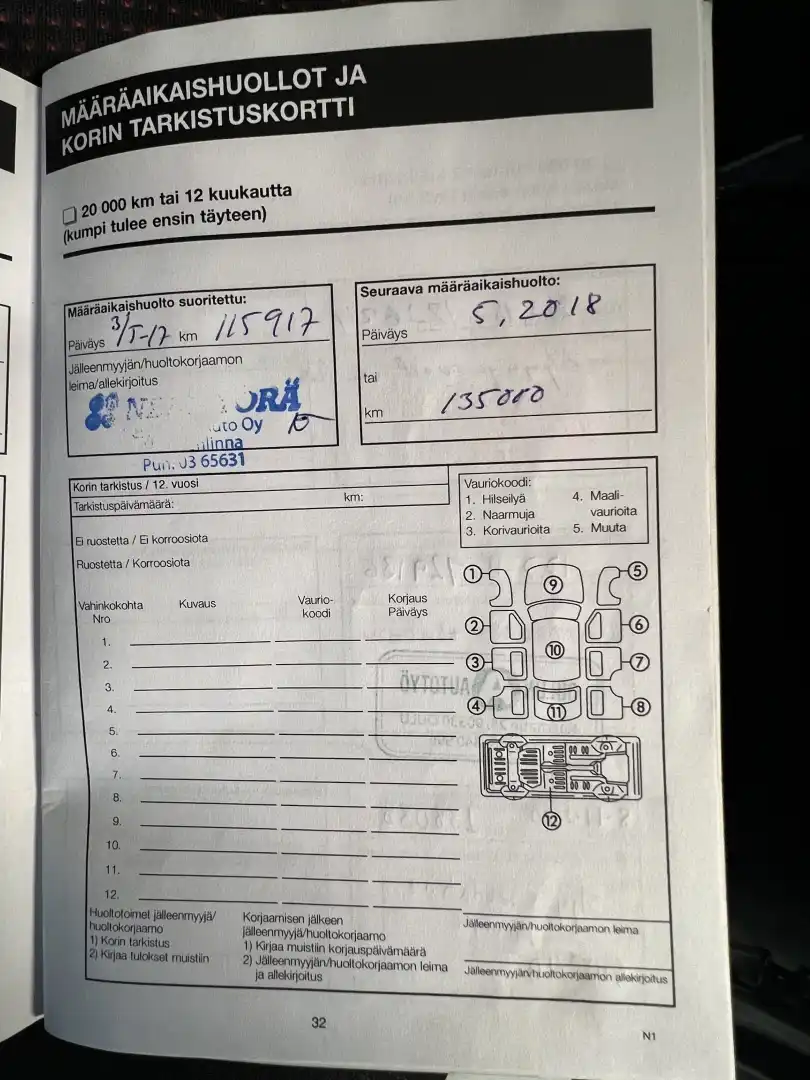 MÄÄRÄAIKAISHUOLLOT JA
KORIN TARKISTUSKORTTI
20 000 km tai 12 kuukautta
(kumpi tulee ensin täyteen)
Määräaikaishuolto suoritettu:
Päiväys 3/5-17 km 115917
Jälleenmyyjän/huoltokorjaamon
leima/allekirjoitus
Auto Oy
Puh. 03 65631
Seuraava määräaikaishuolto:
Päiväys 5, 2018
tai
km 135000
Korin tarkistus / 12. vuosi
Tarkistuspäivämäärä: km:
Ei ruostetta / Ei korroosiota
Ruostetta / Korroosiota
Vauriokoodi:
1. Hilseilyä 4. Maali-
2. Naarmuja vaurioita
3. Korivaurioita 5. Muuta
Vahinkokohta Kuvaus Vaurio- Korjaus
Nro koodi Päiväys
1.
2.
3.
4.
5.
6.
7.
8.
9.
10.
11.
12.
1 9 5
2 6
3 10 7
4 11 8
12
Huoltotoimet jälleenmyyjä/
huoltokorjaamo
1) Korin tarkistus
2) Kirjaa tulokset muistiin
Korjaamisen jälkeen
jälleenmyyjä/huoltokorjaamo
1) Kirjaa muistiin korjauspäivämäärä
2) Jälleenmyyjän/huoltokorjaamon leima
ja allekirjoitus
Jälleenmyyjän/huoltokorjaamon leima
Jälleenmyyjän/huoltokorjaamon allekirjoitus
32
N1